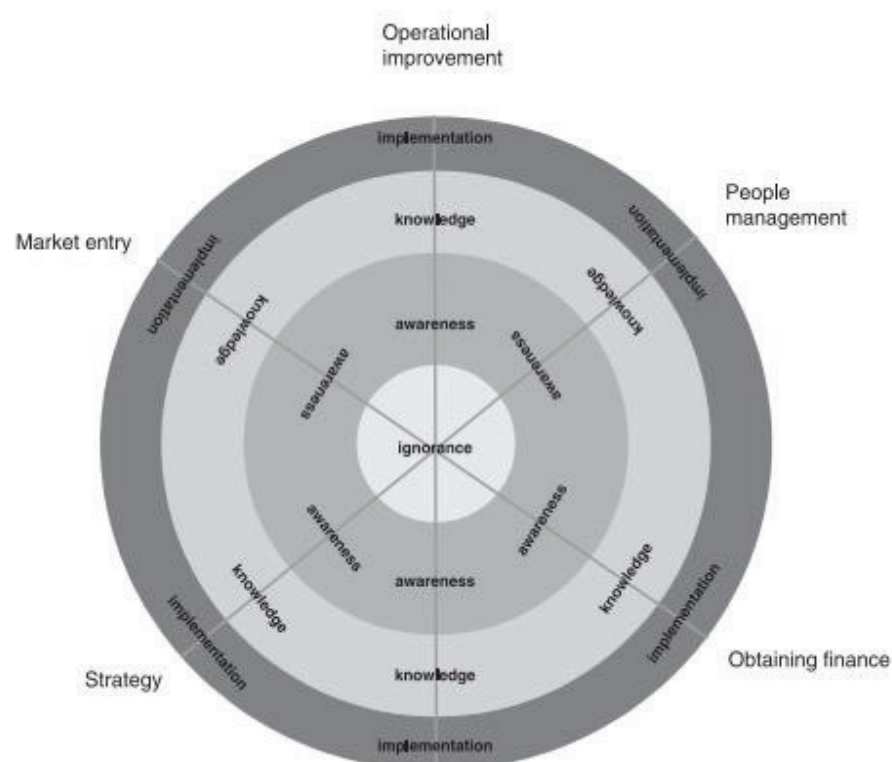 Operational
improvement
implementation
People
management
implementation
knowledge
Market entry
implementation
knowledge
knowledge
awareness
awareness
awareness
ignorance
awareness
awareness
awareness
knowledge
knowledge
implementation
implementation
Obtaining finance
Strategy
knowledge
implementation